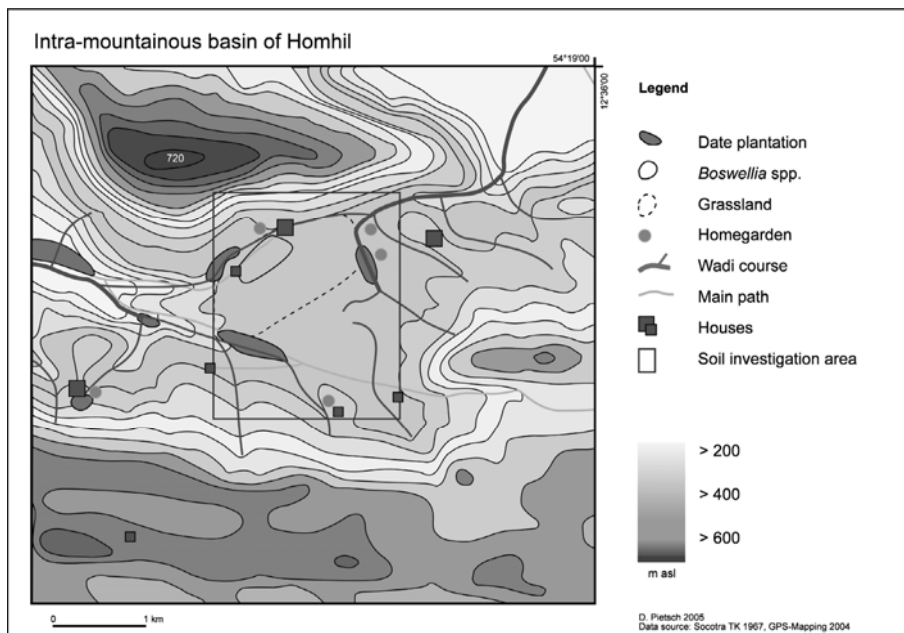 Intra-mountainous basin of Homhil
54°19'00
12°36'00
720
Legend
Date plantation
Boswellia spp.
Grassland
Homegarden
Wadi course
Main path
Houses
Soil investigation area
> 200
> 400
> 600
m asl
0 1 km
D. Pietsch 2005
Data source: Socotra TK 1967, GPS-Mapping 2004